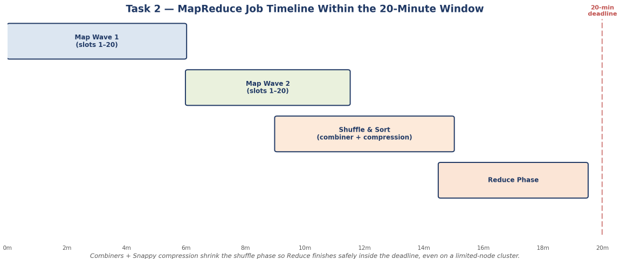 Task 2 — MapReduce Job Timeline Within the 20-Minute Window
20-min
deadline
Map Wave 1
(slots 1–20)
Map Wave 2
(slots 1–20)
Shuffle & Sort
(combiner + compression)
Reduce Phase
0m 2m 4m 6m 8m 10m 12m 14m 16m 18m 20m
Combiners + Snappy compression shrink the shuffle phase so Reduce finishes safely inside the deadline, even on a limited-node cluster.